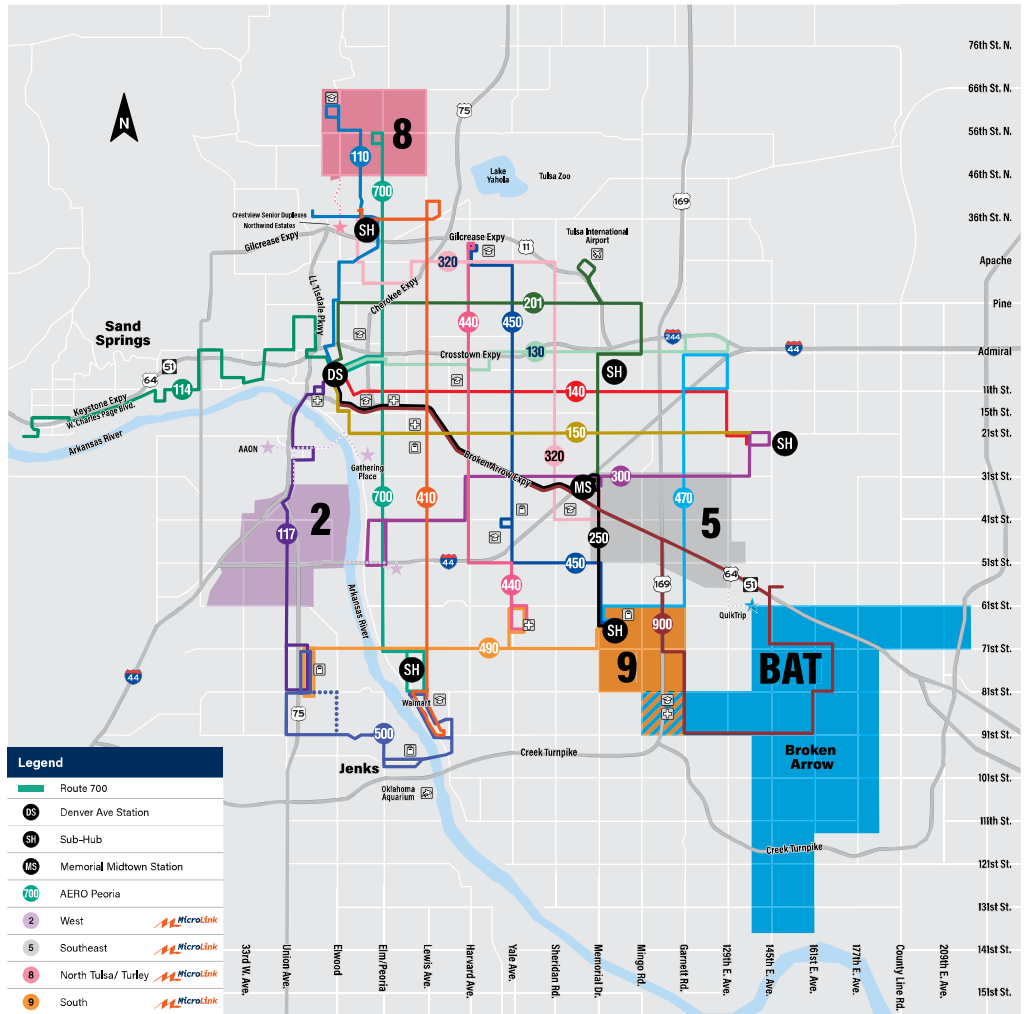 76th St. N.
66th St. N.
56th St. N.
46th St. N.
36th St. N.
Apache
Pine
Admiral
11th St.
15th St.
21st St.
31st St.
41st St.
51st St.
61st St.
71st St.
81st St.
91st St.
101st St.
111th St.
121st St.
131st St.
141st St.
151st St.
N
75
8
110
700
Lake
Yahola
Tulsa Zoo
169
Crestview Senior Duplexes
Northwind Estates
SH
Gilcrease Expy
Gilcrease Expy
11
Tulsa International
Airport
320
LL Tisdale Pkwy
Cherokee Expy
201
440
450
Sand
Springs
244
44
Crosstown Expy
130
51
64
114
DS
SH
140
Keystone Expy
W. Charles Page Blvd.
Arkansas River
150
SH
AAON
Gathering
Place
320
Broken Arrow Expy
300
MS
700
410
470
2
117
5
250
44
450
64
51
440
169
QuikTrip
Arkansas River
SH
900
490
9
BAT
SH
44
Walmart
75
500
Jenks
Creek Turnpike
Broken
Arrow
Oklahoma
Aquarium
Creek Turnpike
Legend
Route 700
DS Denver Ave Station
SH Sub-Hub
MS Memorial Midtown Station
700 AERO Peoria
2 West MicroLink
5 Southeast MicroLink
8 North Tulsa/ Turley MicroLink
9 South MicroLink
33rd W. Ave.
Union Ave.
Elwood
Elm/Peoria
Lewis Ave.
Harvard Ave.
Yale Ave.
Sheridan Rd.
Memorial Dr.
Mingo Rd.
Garnett Rd.
129th E. Ave.
145th E. Ave.
161st E. Ave.
177th E. Ave.
County Line Rd.
209th E. Ave.